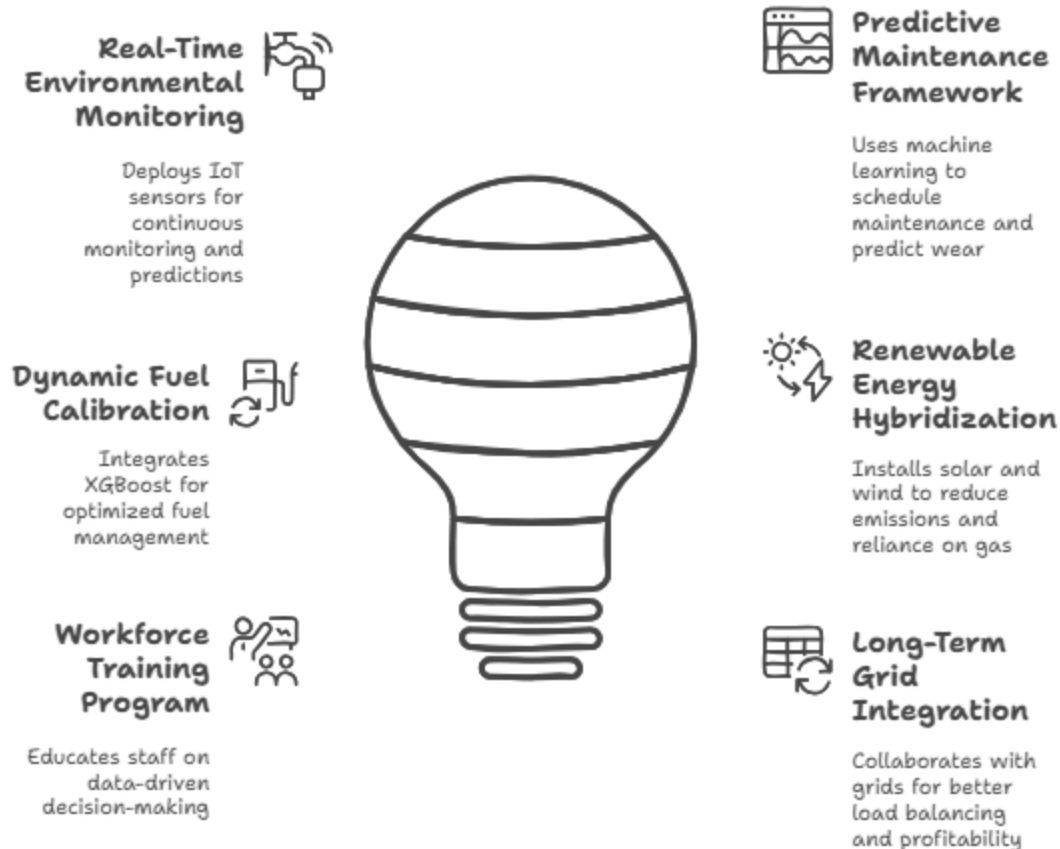 Real-Time
Environmental
Monitoring
Deploys IoT
sensors for
continuous
monitoring and
predictions
Dynamic Fuel
Calibration
Integrates
XGBoost for
optimized fuel
management
Workforce
Training
Program
Educates staff on
data-driven
decision-making
Predictive
Maintenance
Framework
Uses machine
learning to
schedule
maintenance and
predict wear
Renewable
Energy
Hybridization
Installs solar and
wind to reduce
emissions and
reliance on gas
Long-Term
Grid
Integration
Collaborates with
grids for better
load balancing
and profitability